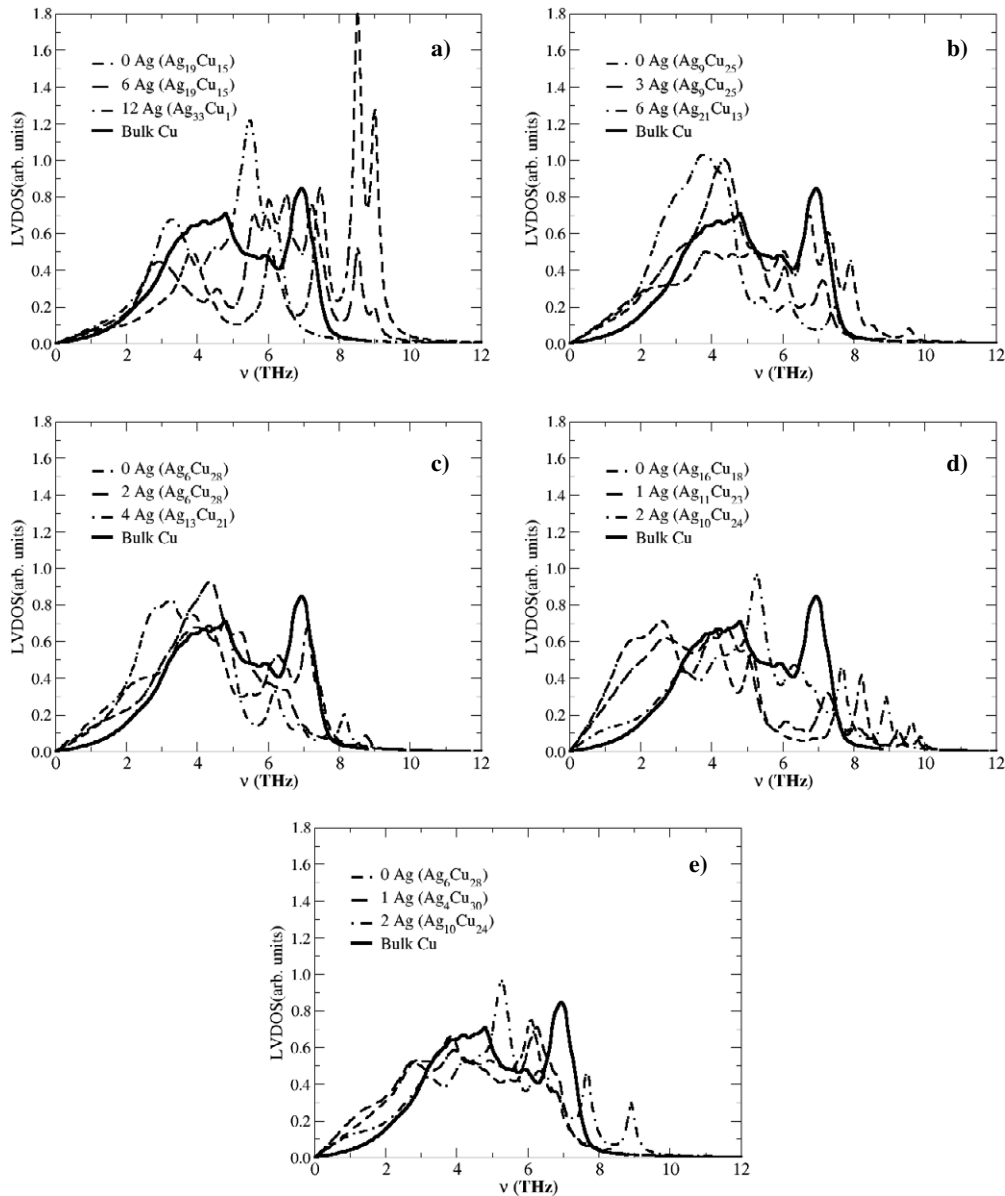 a)
0 Ag (Ag₁₉Cu₁₅)
6 Ag (Ag₁₉Cu₁₅)
12 Ag (Ag₃₃Cu₁)
Bulk Cu
LVDOS(arb. units)
1.8
1.6
1.4
1.2
1.0
0.8
0.6
0.4
0.2
0.0
0 2 4 6 8 10 12
ν (THz)
b)
0 Ag (Ag₉Cu₂₅)
3 Ag (Ag₉Cu₂₅)
6 Ag (Ag₂₁Cu₁₃)
Bulk Cu
LVDOS(arb. units)
1.8
1.6
1.4
1.2
1.0
0.8
0.6
0.4
0.2
0.0
0 2 4 6 8 10 12
ν (THz)
c)
0 Ag (Ag₆Cu₂₈)
2 Ag (Ag₆Cu₂₈)
4 Ag (Ag₁₃Cu₂₁)
Bulk Cu
LVDOS(arb. units)
1.8
1.6
1.4
1.2
1.0
0.8
0.6
0.4
0.2
0.0
0 2 4 6 8 10 12
ν (THz)
d)
0 Ag (Ag₁₆Cu₁₈)
1 Ag (Ag₁₁Cu₂₃)
2 Ag (Ag₁₀Cu₂₄)
Bulk Cu
LVDOS(arb. units)
1.8
1.6
1.4
1.2
1.0
0.8
0.6
0.4
0.2
0.0
0 2 4 6 8 10 12
ν (THz)
e)
0 Ag (Ag₆Cu₂₈)
1 Ag (Ag₄Cu₃₀)
2 Ag (Ag₁₀Cu₂₄)
Bulk Cu
LVDOS(arb. units)
1.8
1.6
1.4
1.2
1.0
0.8
0.6
0.4
0.2
0.0
0 2 4 6 8 10 12
ν (THz)